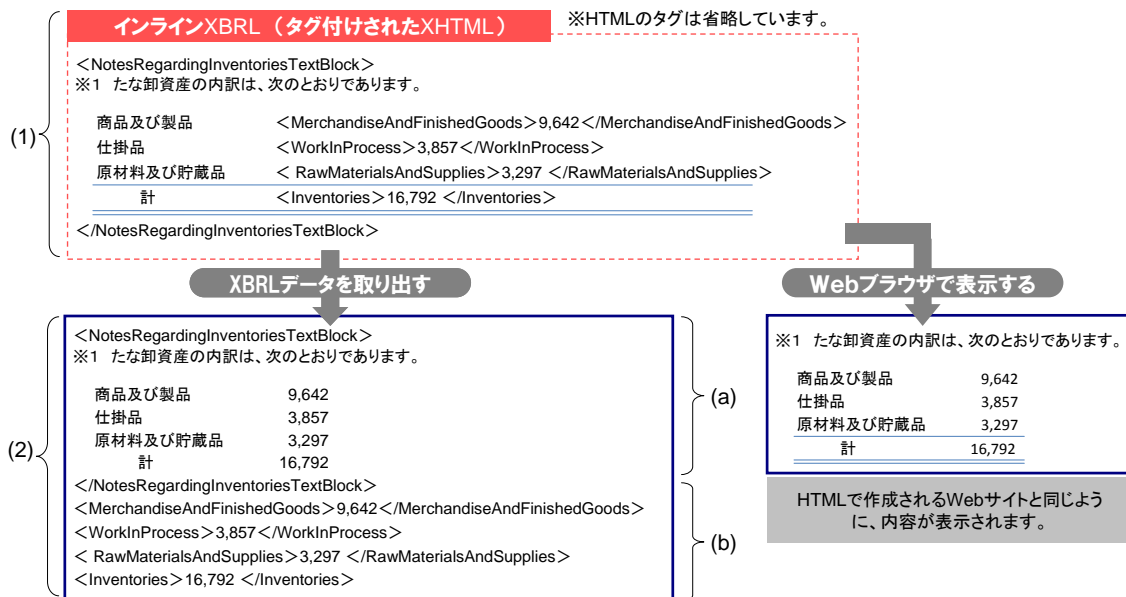 インラインXBRL（タグ付けされたXHTML）
※HTMLのタグは省略しています。
(1)
＜NotesRegardingInventoriesTextBlock＞
※1　たな卸資産の内訳は、次のとおりであります。
商品及び製品　＜MerchandiseAndFinishedGoods＞9,642＜/MerchandiseAndFinishedGoods＞
仕掛品　＜WorkInProcess＞3,857＜/WorkInProcess＞
原材料及び貯蔵品　＜ RawMaterialsAndSupplies＞3,297 ＜/RawMaterialsAndSupplies＞
計　＜Inventories＞16,792 ＜/Inventories＞
＜/NotesRegardingInventoriesTextBlock＞
XBRLデータを取り出す
Webブラウザで表示する
(2)
＜NotesRegardingInventoriesTextBlock＞
※1　たな卸資産の内訳は、次のとおりであります。
商品及び製品　9,642
仕掛品　3,857
原材料及び貯蔵品　3,297
計　16,792
＜/NotesRegardingInventoriesTextBlock＞
(a)
＜MerchandiseAndFinishedGoods＞9,642＜/MerchandiseAndFinishedGoods＞
＜WorkInProcess＞3,857＜/WorkInProcess＞
＜ RawMaterialsAndSupplies＞3,297 ＜/RawMaterialsAndSupplies＞
＜Inventories＞16,792 ＜/Inventories＞
(b)
※1　たな卸資産の内訳は、次のとおりであります。
商品及び製品　9,642
仕掛品　3,857
原材料及び貯蔵品　3,297
計　16,792
HTMLで作成されるWebサイトと同じよう
に、内容が表示されます。